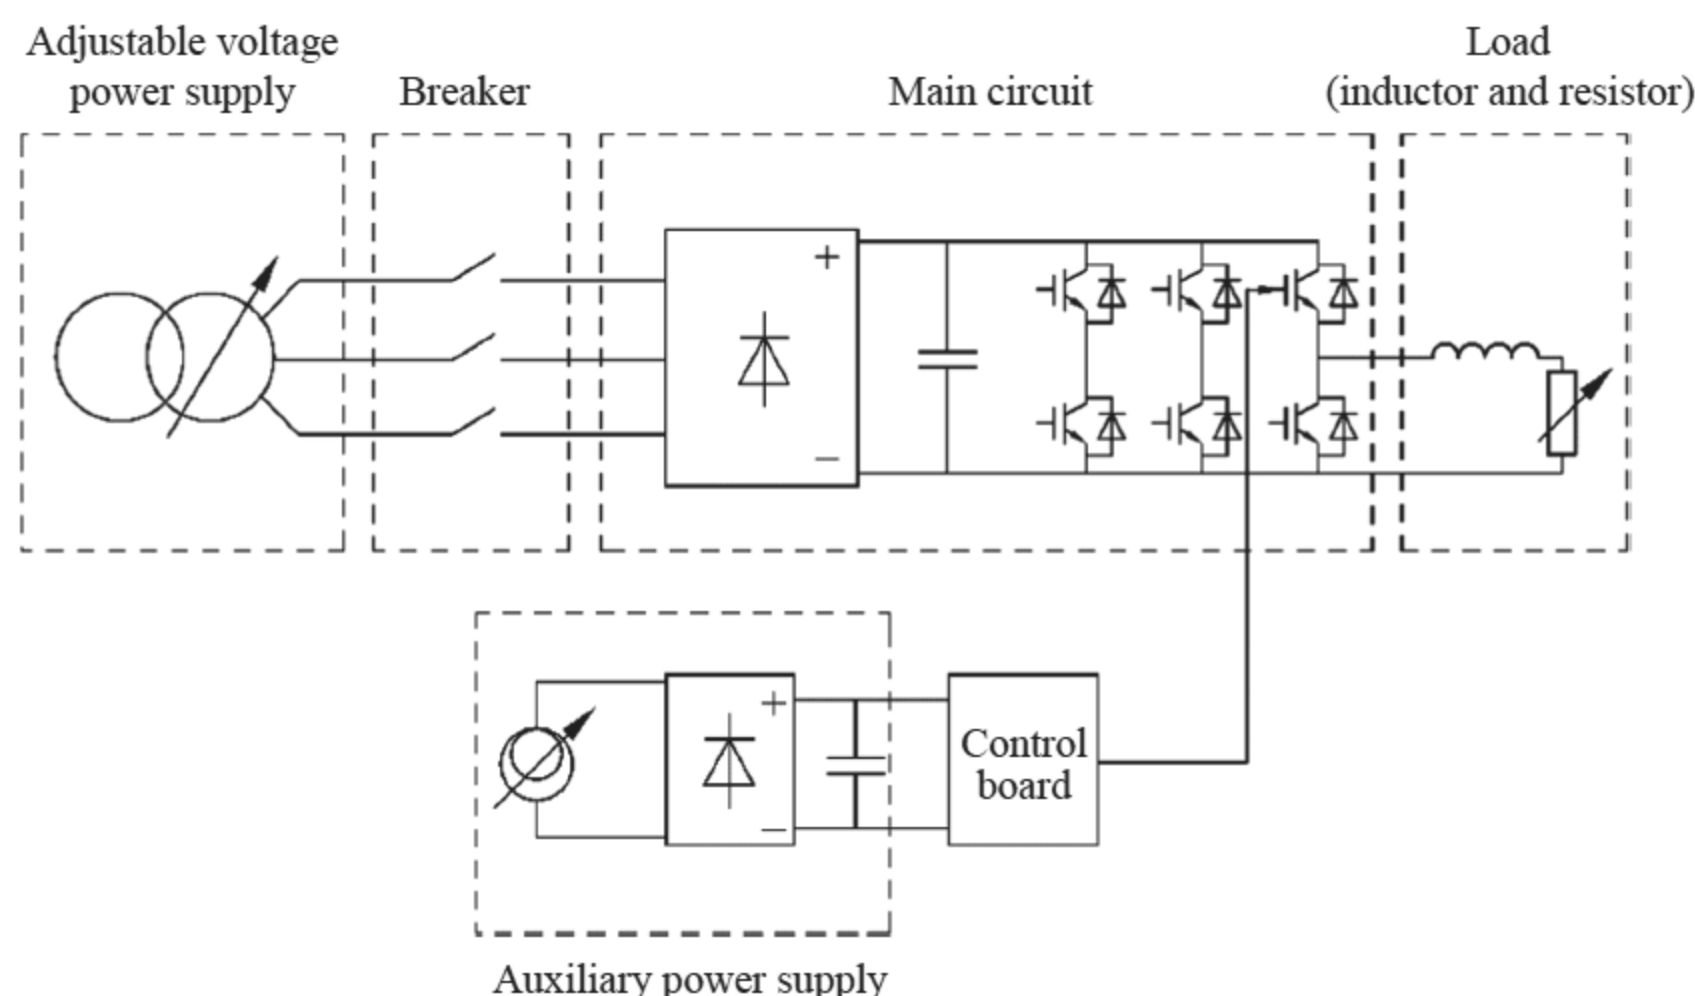 Adjustable voltage
power supply
Breaker
Main circuit
Load
(inductor and resistor)
+
−
+
−
Control
board
Auxiliary power supply